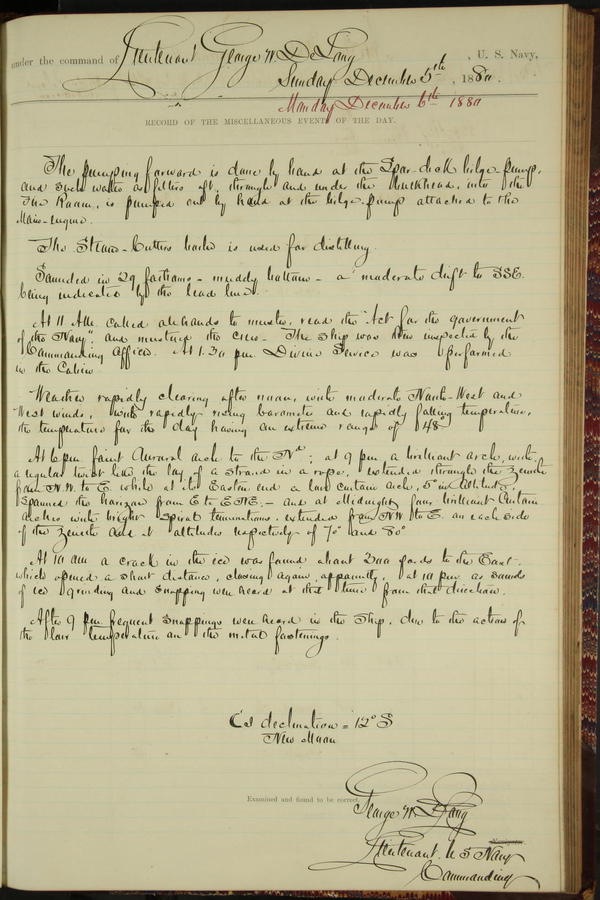 under the command of Lieutenant George W. De Long, U. S. Navy,
Sunday December 5th, 1880.
Monday December 6th 1880
RECORD OF THE MISCELLANEOUS EVENTS OF THE DAY.
The pumping forward is done by hand at the Spar-deck bilge-pump,
and such water as filters aft, through and under the bulkhead, into the
Fire Room, is pumped out by hand at the bilge pump attached to the
Main-engine.
The Steam-Cutters boiler is used for distilling.
Sounded in 29 fathoms - muddy bottom - a moderate drift to SSE
being indicated by the lead line.
At 11 AM. called all hands to muster, read the "Act for the government
of the Navy", and mustered the crew - The ship was then inspected by the
Commanding Officer. At 1.30 pm Divine Service was performed
in the Cabin.
Weather rapidly clearing after noon, with moderate North-West and
West winds, with rapidly rising barometer and rapidly falling temperature,
the temperature for the day having an extreme range of 48°
At 6 pm faint Auroral arch to the Nd; at 9 pm a brilliant arch, with
a regular twist like the lay of a strand in a rope, extended through the Zenith
from N.W. to E while at its Eastern end a low curtain arch, 5° in altitude,
spanned the horizon from E to ENE. - and at Midnight four brilliant Curtain
arches with bright spiral terminations, extended from NW to E. on each side
of the Zenith and at altitudes respectively of 70° and 80°
At 10 am a crack in the ice was found about 300 yards to the East.
which opened a short distance, closing again, apparently, at 10 pm as sounds
of ice grinding and snapping were heard at that time from that direction.
After 9 pm frequent snappings were heard in the Ship, due to the action of
the low temperature on the metal fastenings.
Cs declination = 12° S
New Moon
Examined and found to be correct.
George W. De Long
Lieutenant. U S Navy
Commanding